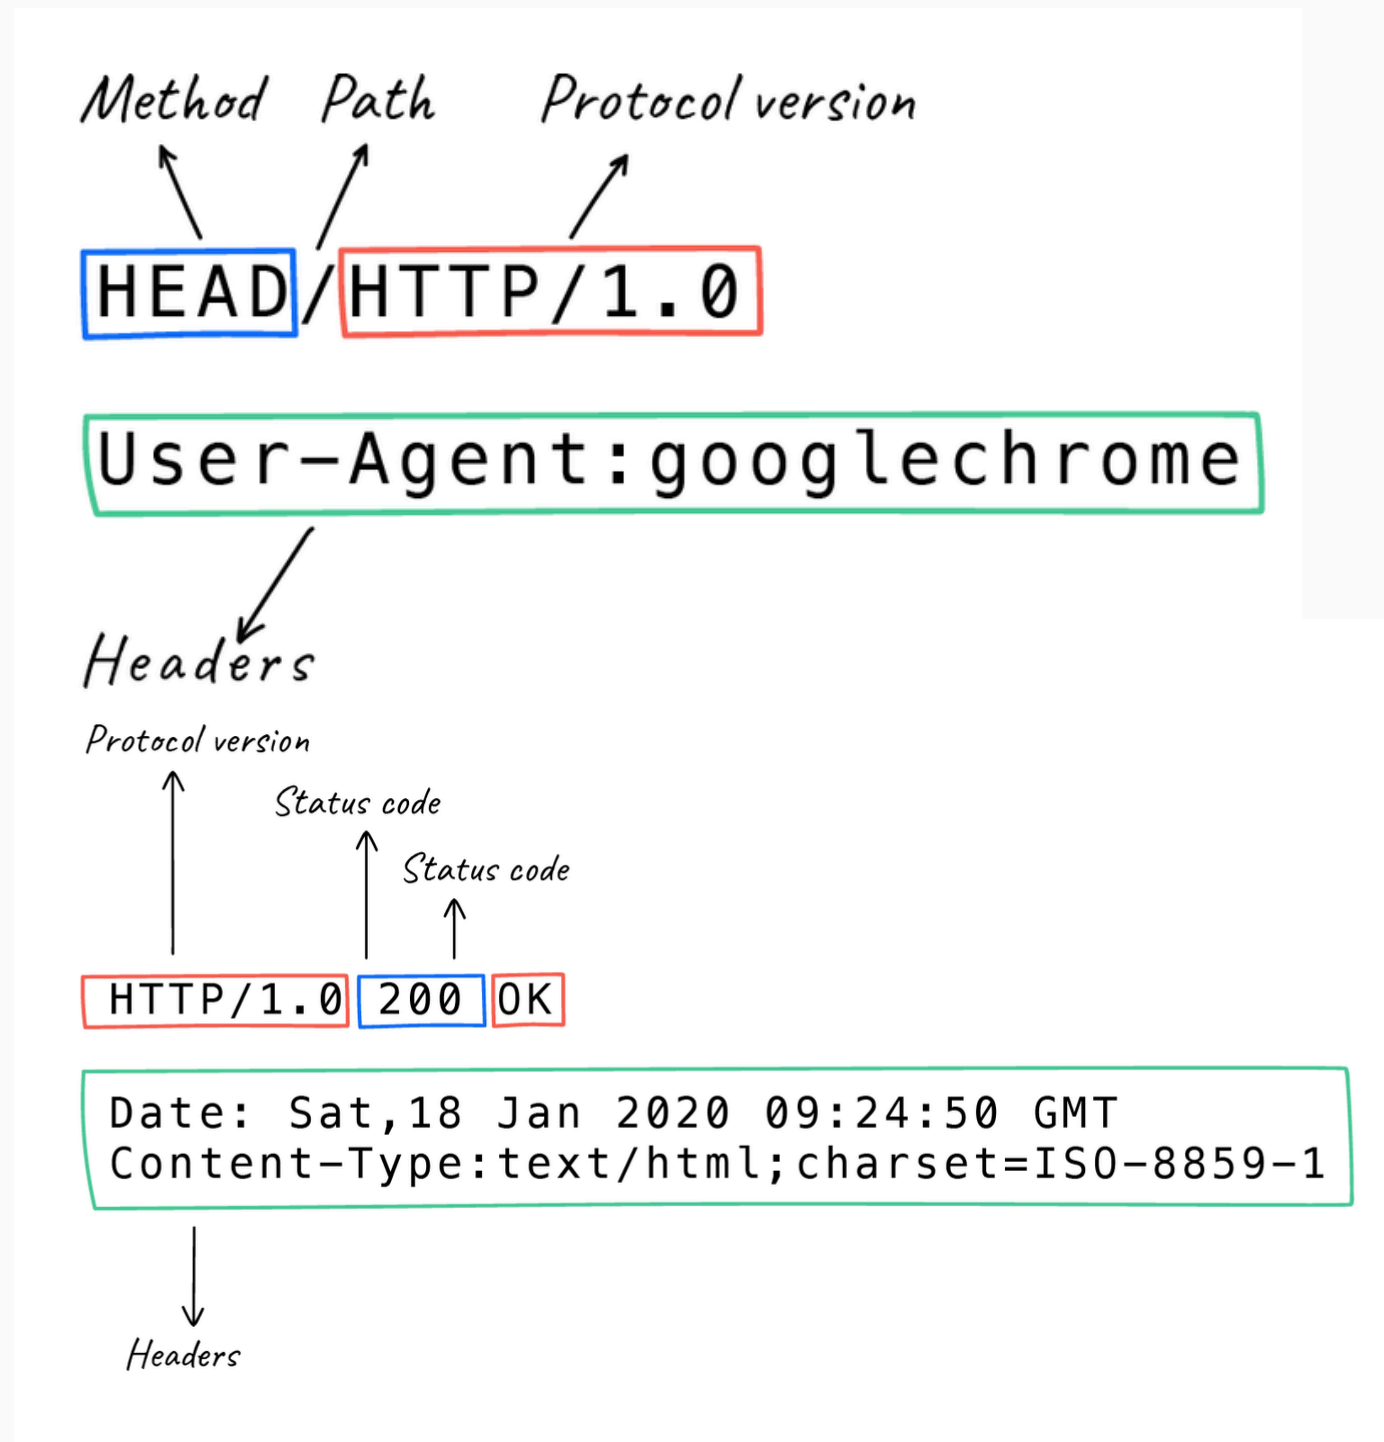 Method Path Protocol version
HEAD/HTTP/1.0
User-Agent:googlechrome
Headers
Protocol version
Status code
Status code
HTTP/1.0 200 OK
Date: Sat,18 Jan 2020 09:24:50 GMT
Content-Type:text/html;charset=ISO-8859-1
Headers